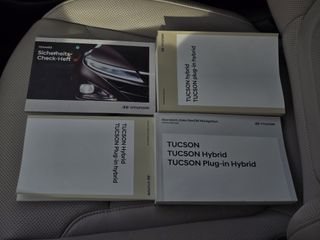 Hyundai
Sicherheits-
Check-Heft
HYUNDAI
TUCSON hybrid
TUCSON plug-in hybrid
TUCSON Hybrid
TUCSON Plug-in hybrid
TUCSON
TUCSON Hybrid
TUCSON Plug-in Hybrid
HYUNDAI